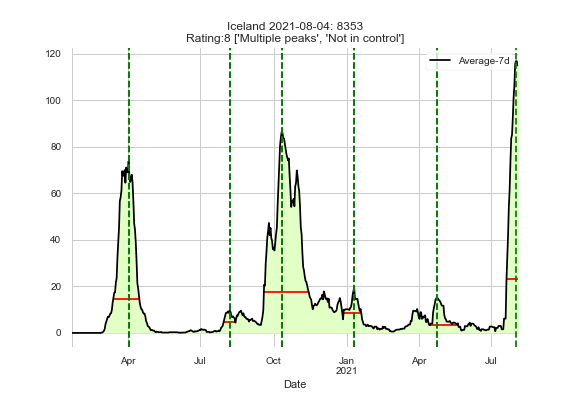 Iceland 2021-08-04: 8353
Rating:8 ['Multiple peaks', 'Not in control']
Average-7d
120
100
80
60
40
20
0
Apr Jul Oct Jan Apr Jul
2021
Date